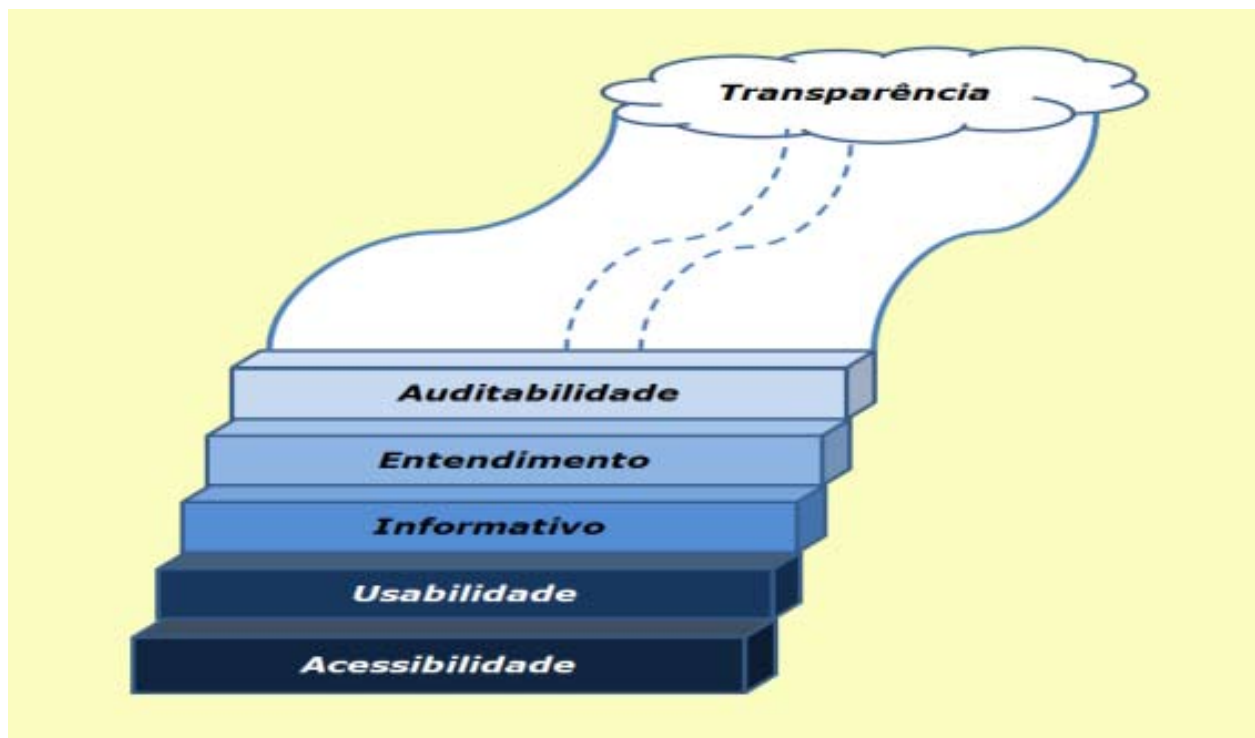 Transparência
Auditabilidade
Entendimento
Informativo
Usabilidade
Acessibilidade